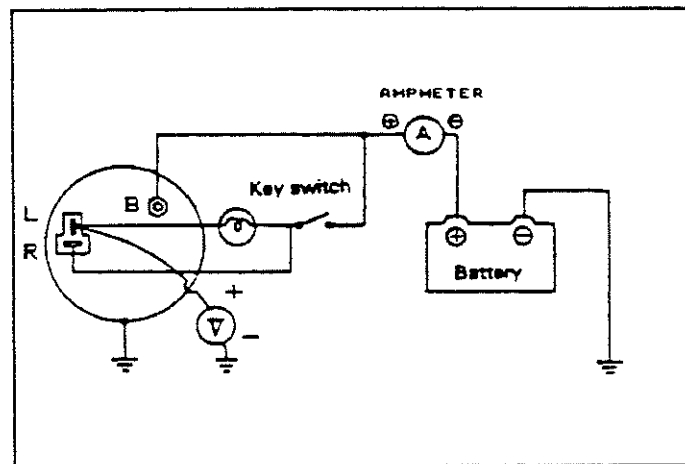 AMPMETER
⊕ A ⊖
Key switch
B
L
R
⊕ ⊖
Battery
+
V
−